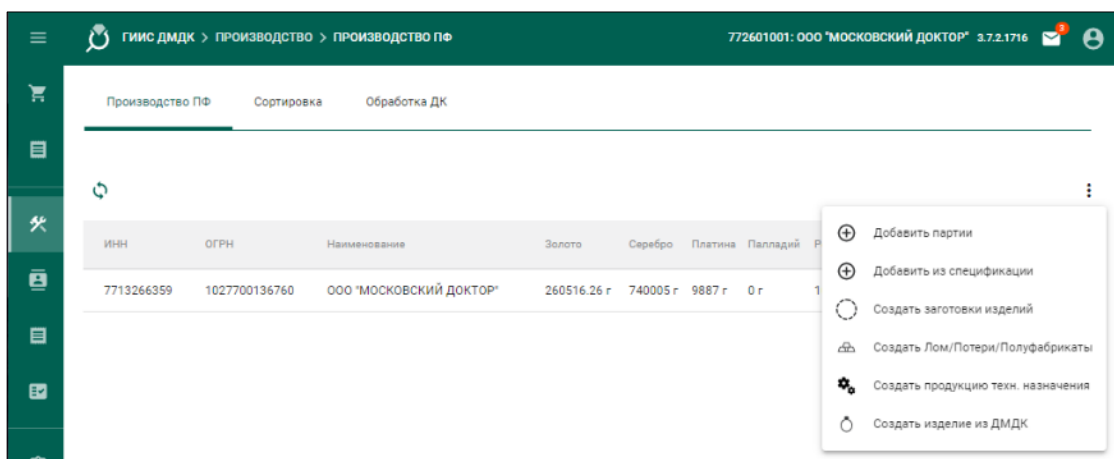 ГИИС ДМДК > ПРОИЗВОДСТВО > ПРОИЗВОДСТВО ПФ 772601001: ООО "МОСКОВСКИЙ ДОКТОР" 3.7.2.1716 3
Производство ПФ Сортировка Обработка ДК
ИНН ОГРН Наименование Золото Серебро Платина Палладий Р
7713266359 1027700136760 ООО "МОСКОВСКИЙ ДОКТОР" 260516.26 г 740005 г 9887 г 0 г 1
Добавить партии
Добавить из спецификации
Создать заготовки изделий
Создать Лом/Потери/Полуфабрикаты
Создать продукцию техн. назначения
Создать изделие из ДМДК